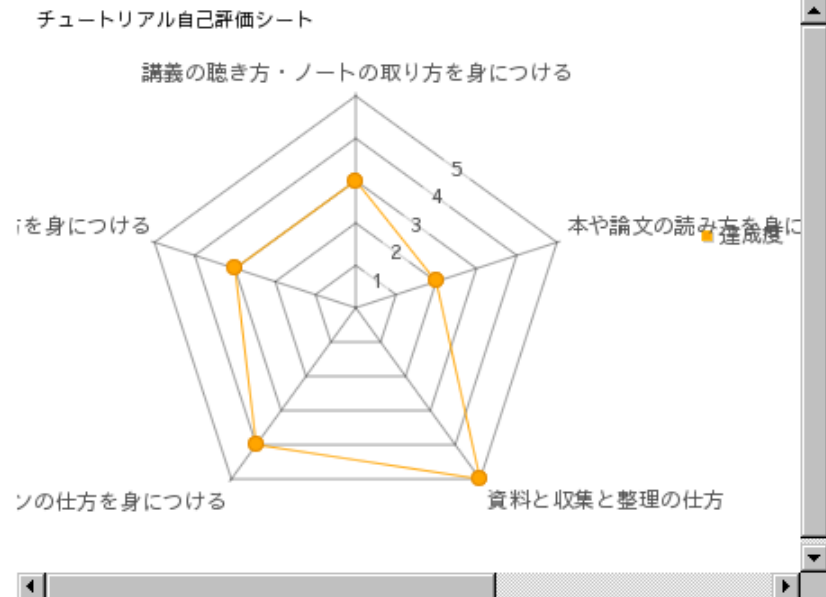 チュートリアル自己評価シート
講義の聴き方・ノートの取り方を身につける
5
4
3
2
1
方を身につける
本や論文の読み方を身に
達成度
ンの仕方を身につける
資料と収集と整理の仕方